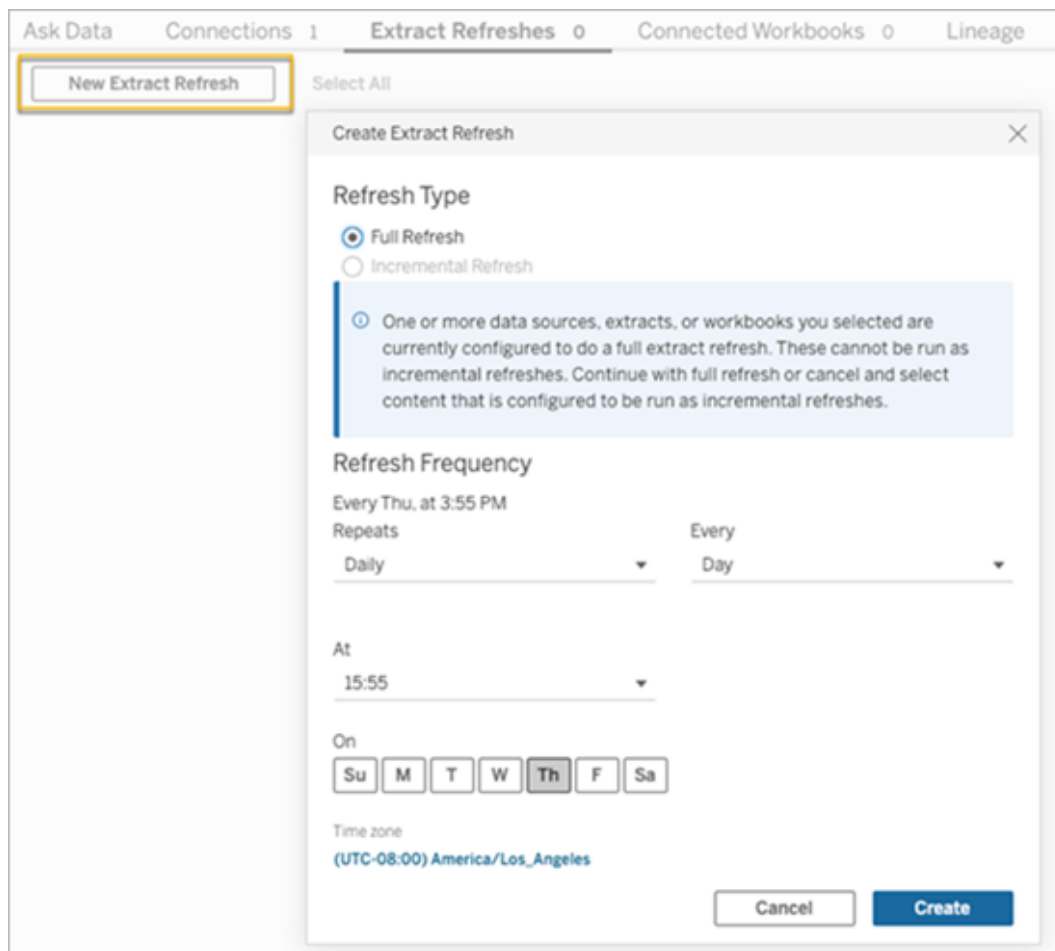 Ask Data Connections 1 Extract Refreshes 0 Connected Workbooks 0 Lineage
New Extract Refresh Select All
Create Extract Refresh
Refresh Type
Full Refresh
Incremental Refresh
One or more data sources, extracts, or workbooks you selected are
currently configured to do a full extract refresh. These cannot be run as
incremental refreshes. Continue with full refresh or cancel and select
content that is configured to be run as incremental refreshes.
Refresh Frequency
Every Thu, at 3:55 PM
Repeats Every
Daily Day
At
15:55
On
Su M T W Th F Sa
Time zone
(UTC-08:00) America/Los_Angeles
Cancel Create